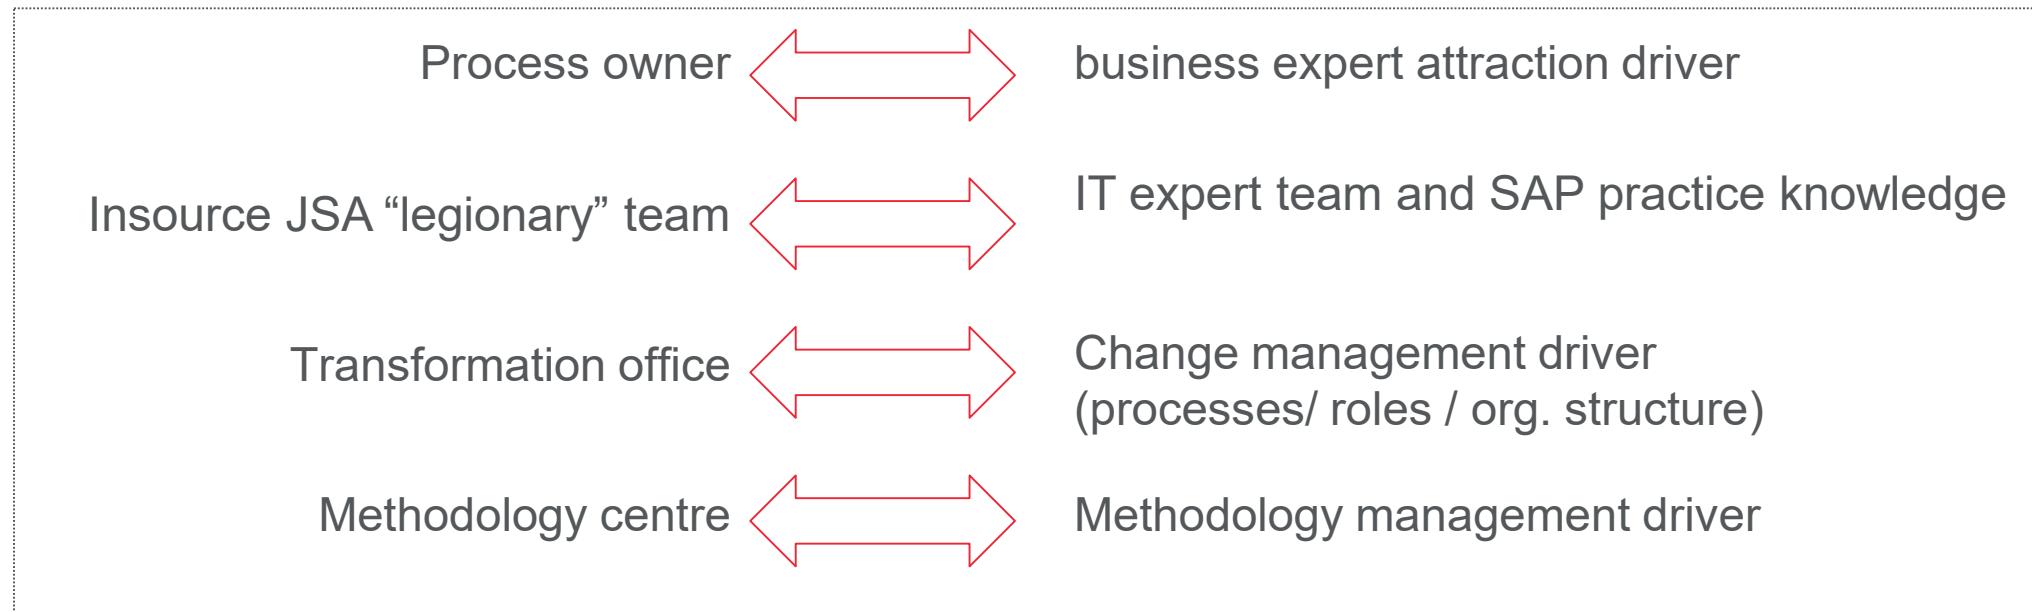 Process owner
business expert attraction driver
Insource JSA “legionary” team
IT expert team and SAP practice knowledge
Transformation office
Change management driver
(processes/ roles / org. structure)
Methodology centre
Methodology management driver